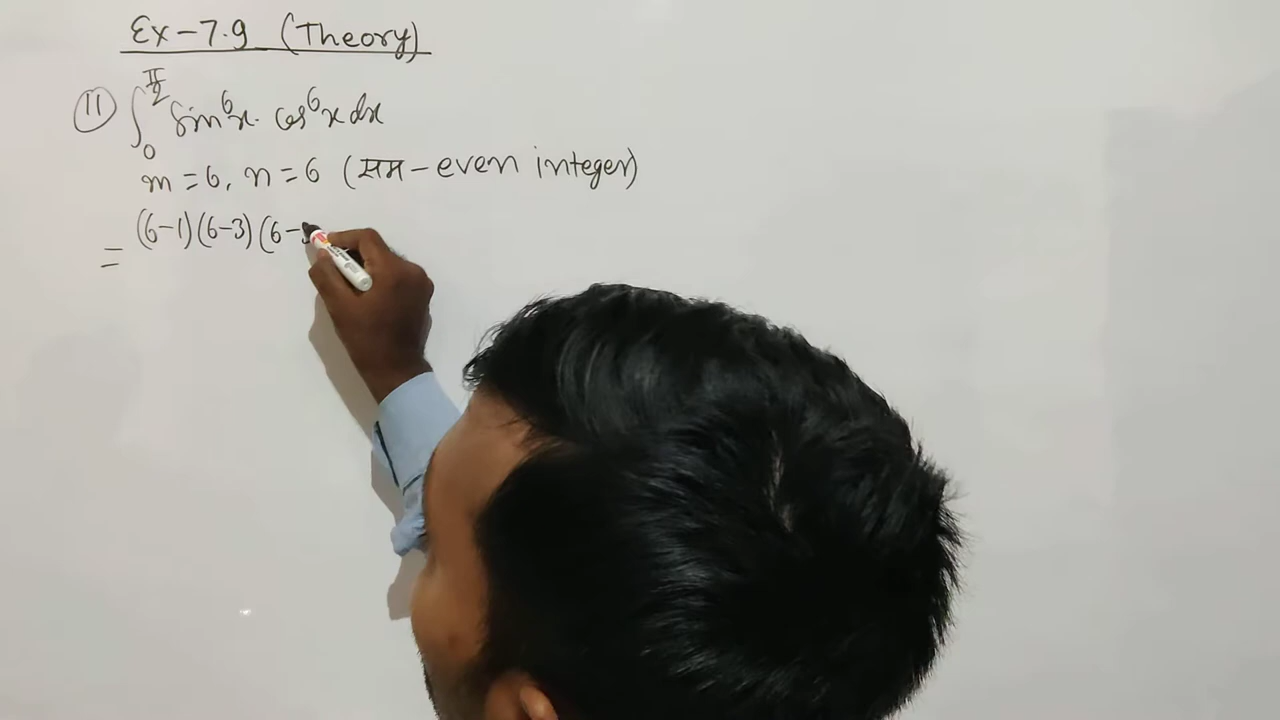 Ex-7.9 (Theory)
(11) ∫₀^(π/2) sin⁶x. cos⁶x dx
m = 6, n = 6 (सम - even integer)
= (6-1)(6-3)(6-